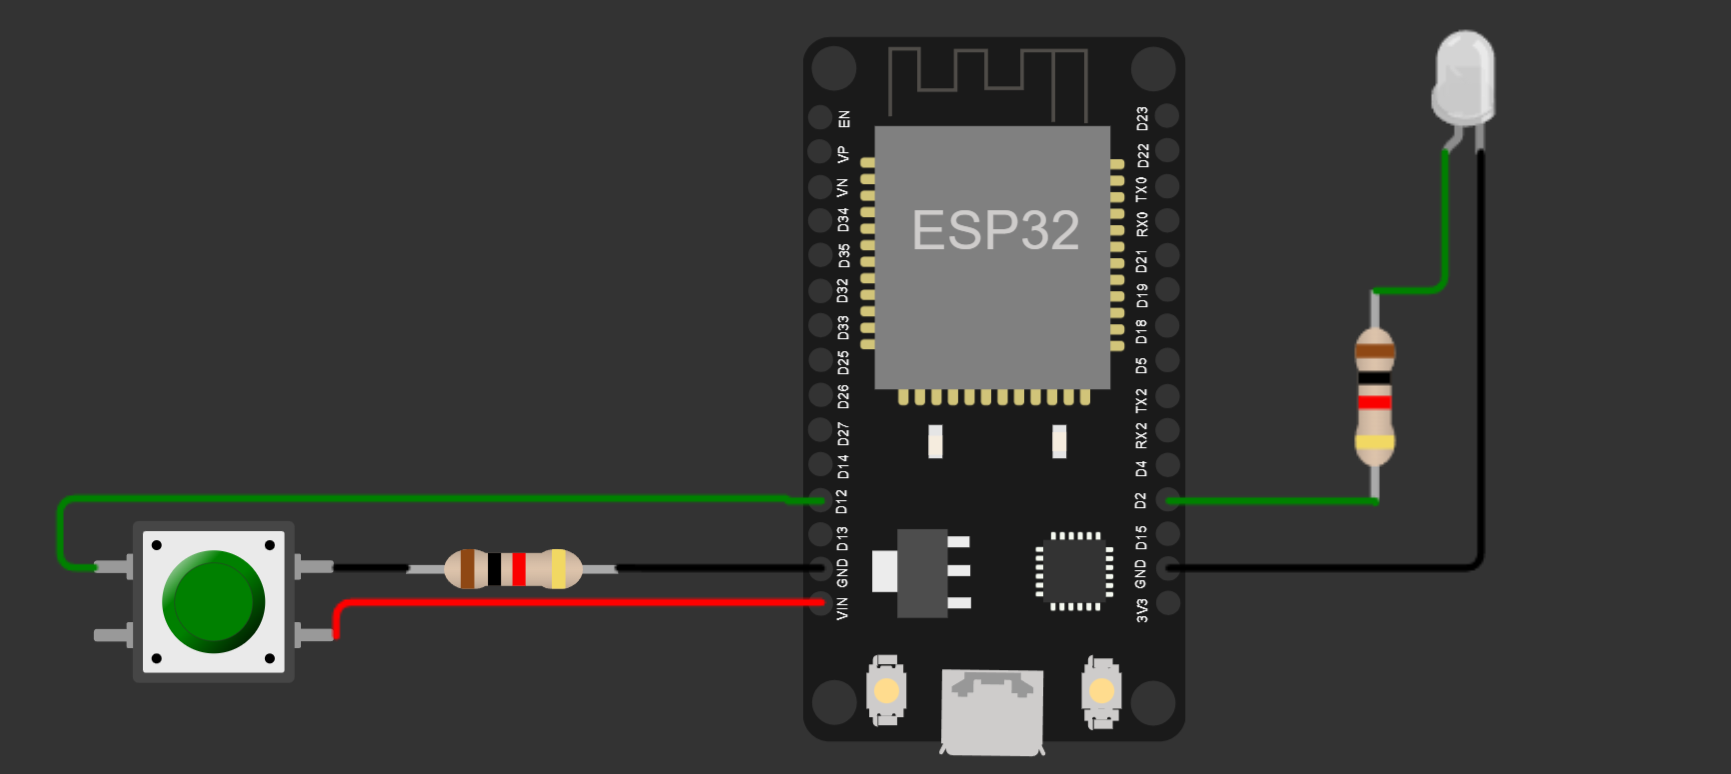 ESP32
EN
VP
VN
D34
D35
D32
D33
D25
D26
D27
D14
D12
D13
GND
VIN
D23
D22
TX0
RX0
D21
D19
D18
D5
TX2
RX2
D4
D2
D15
GND
3V3